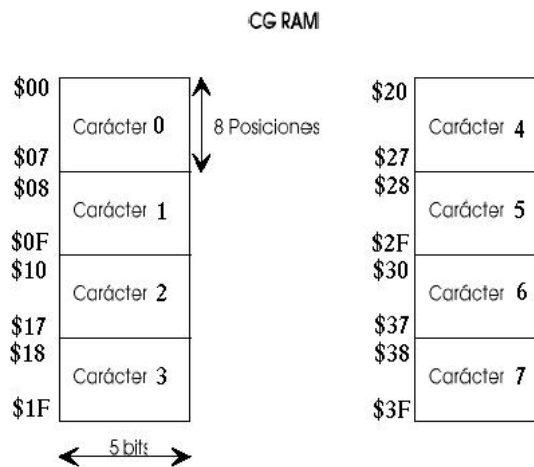 CG RAM
$00
Carácter 0
8 Posiciones
$07
$08
Carácter 1
$0F
$10
Carácter 2
$17
$18
Carácter 3
$1F
5 bits
$20
Carácter 4
$27
$28
Carácter 5
$2F
$30
Carácter 6
$37
$38
Carácter 7
$3F